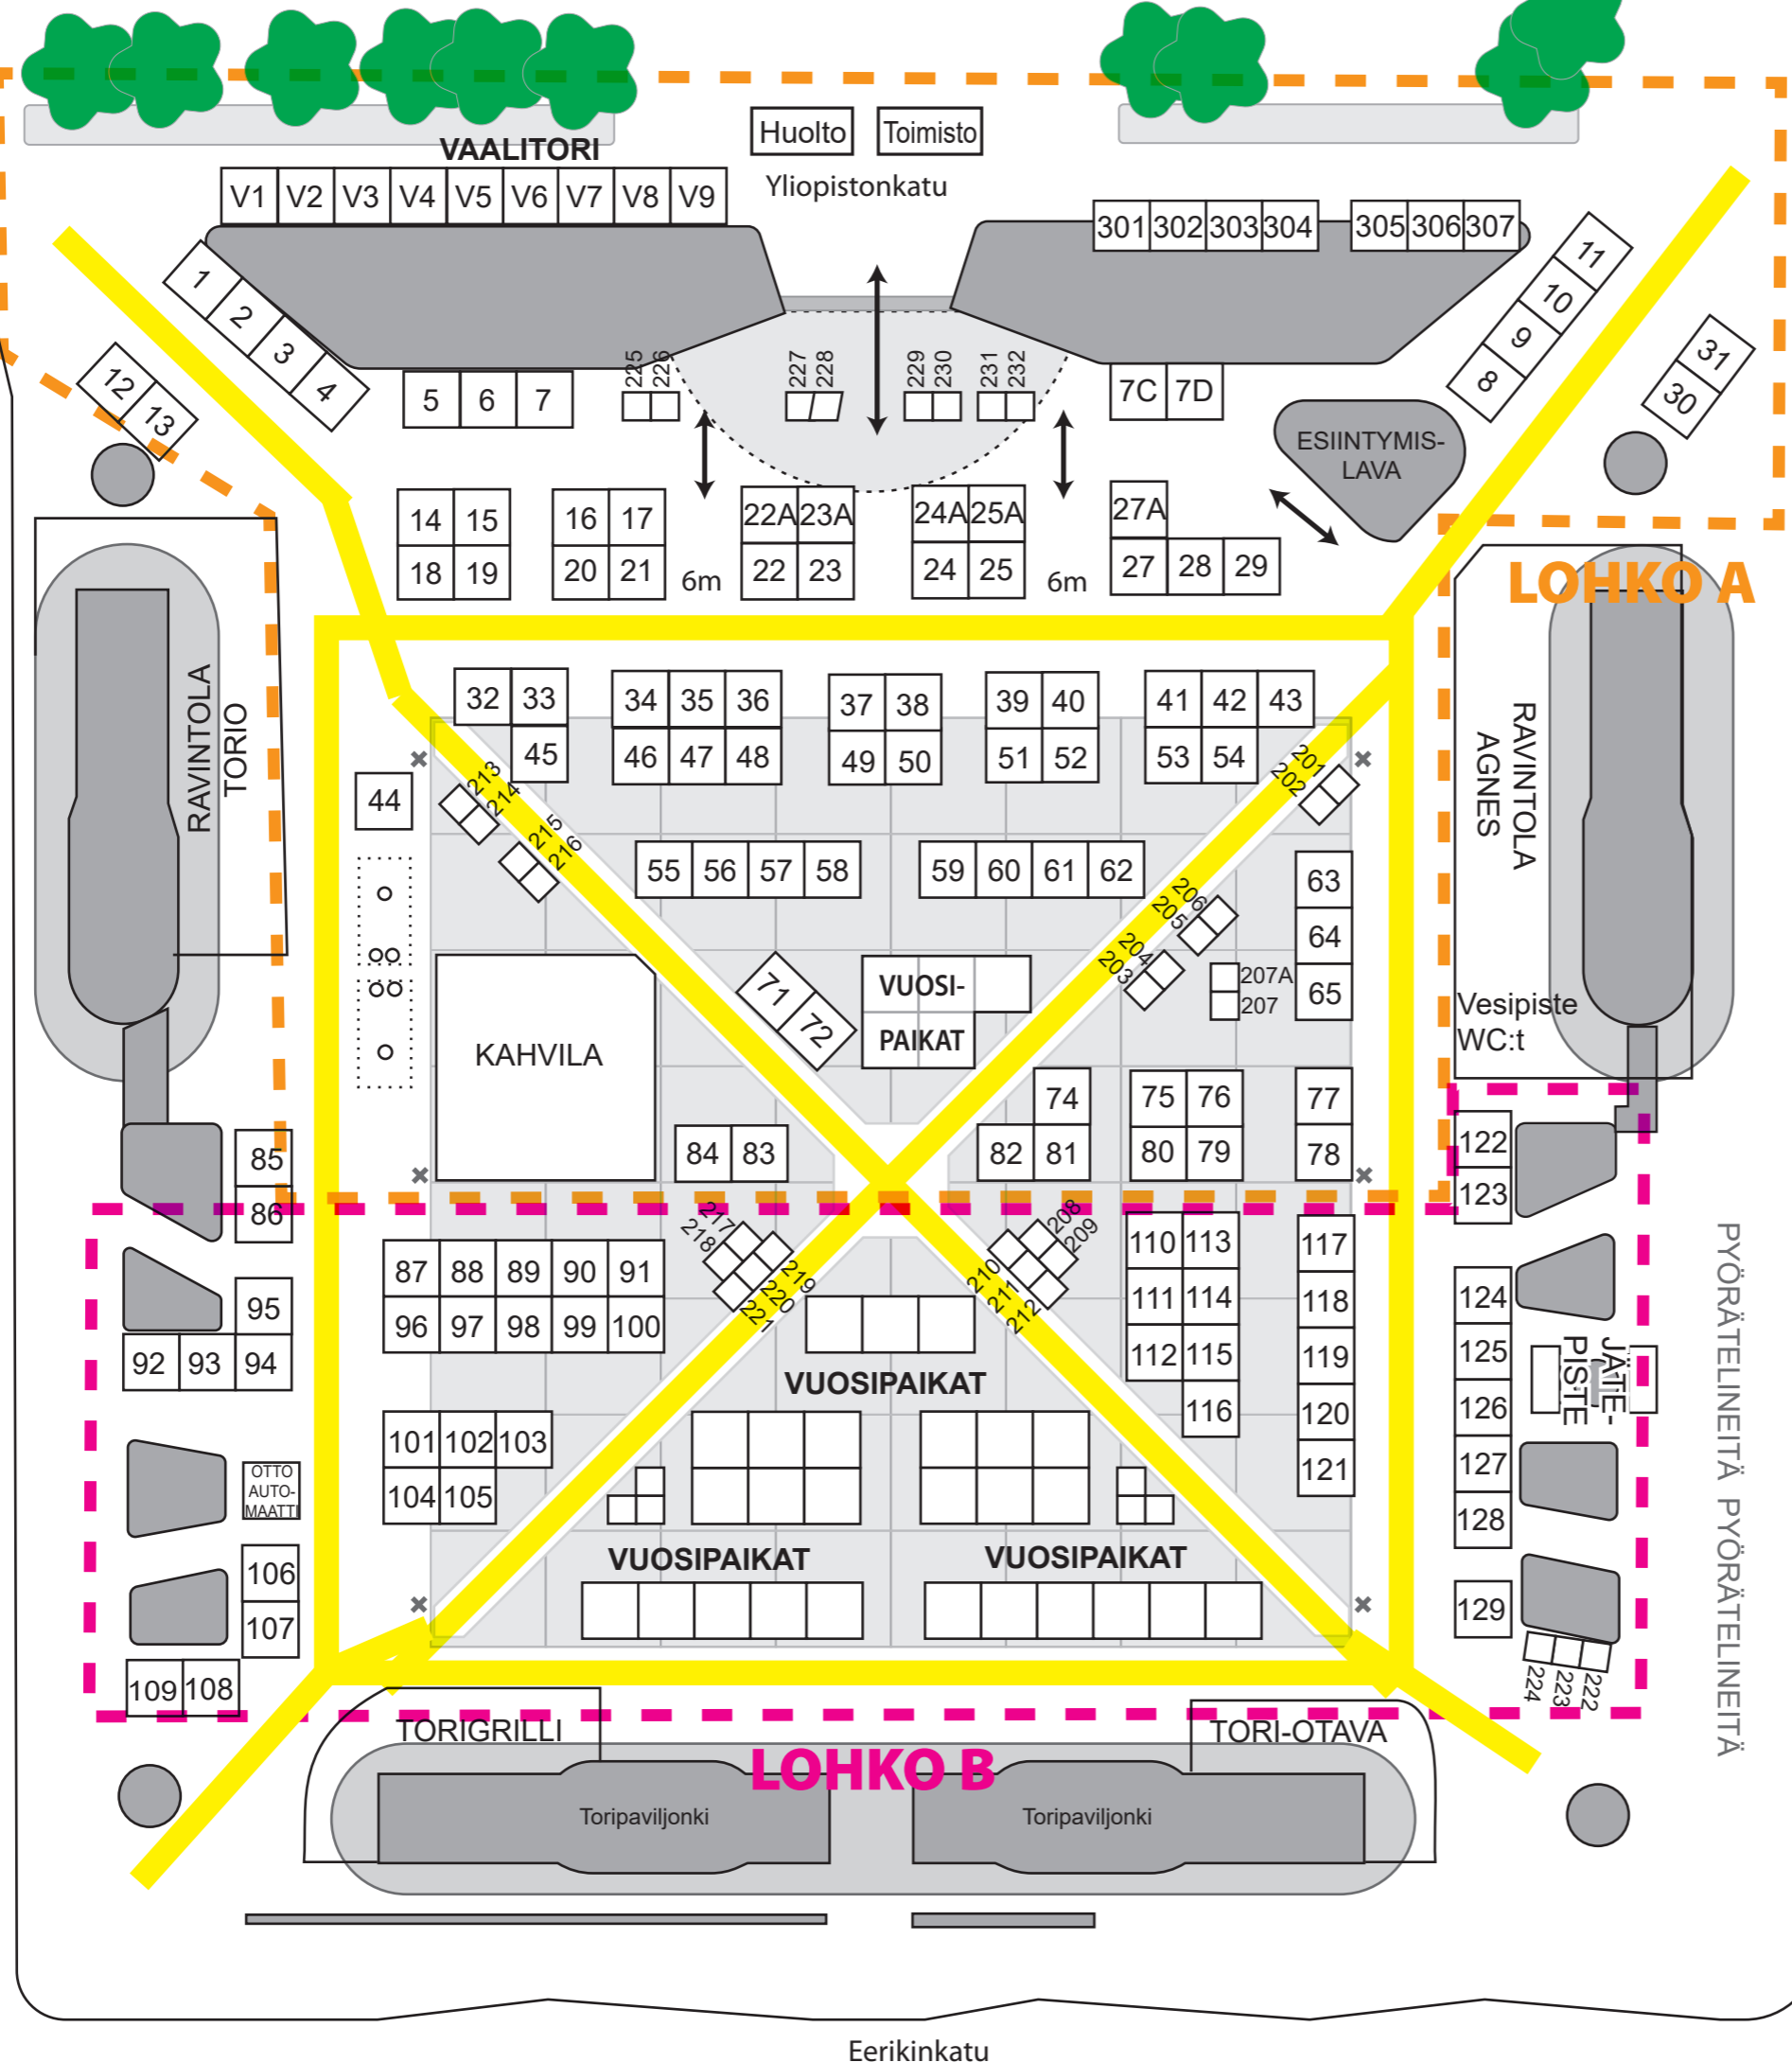 VAALITORI
Huolto
Toimisto
Yliopistonkatu
V1 V2 V3 V4 V5 V6 V7 V8 V9
301 302 303 304
305 306 307
1 2 3 4
11
10
9
8
31
30
12 13
5 6 7
225 226
227 228
229 230
231 232
7C 7D
ESIINTYMIS-
LAVA
14 15
18 19
16 17
20 21
6m
22A 23A
22 23
24A 25A
24 25
6m
27A
27 28 29
LOHKO A
RAVINTOLA
TORIO
RAVINTOLA
AGNES
32 33
45
34 35 36
46 47 48
37 38
49 50
39 40
51 52
41 42 43
53 54
44
213
214
215
216
201
202
55 56 57 58
59 60 61 62
206
205
204
203
63
64
65
207A
207
71
72
VUOSI-
PAIKAT
KAHVILA
Vesipiste
WC:t
74
82 81
75 76
80 79
77
78
84 83
85
86
122
123
217
218
219
220
221
208
209
210
211
212
87 88 89 90 91
96 97 98 99 100
110 113
111 114
112 115
116
117
118
119
120
121
95
92 93 94
124
125
126
127
128
JÄTE-
PISTE
PYÖRÄTELINEITÄ PYÖRÄTELINEITÄ
VUOSIPAIKAT
101 102 103
104 105
OTTO
AUTO-
MAATTI
VUOSIPAIKAT
VUOSIPAIKAT
106
107
109 108
129
224
223
222
TORIGRILLI
TORI-OTAVA
LOHKO B
Toripaviljonki
Toripaviljonki
Eerikinkatu